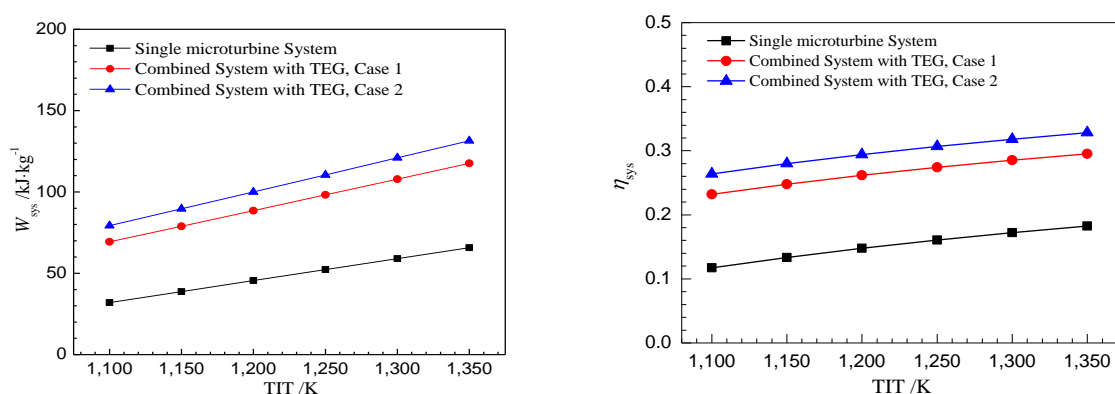 200
150
100
50
0
W sys /kJ·kg-1
Single microturbine System
Combined System with TEG, Case 1
Combined System with TEG, Case 2
1,100 1,150 1,200 1,250 1,300 1,350
TIT /K
0.5
0.4
0.3
0.2
0.1
0.0
ηsys
Single microturbine System
Combined System with TEG, Case 1
Combined System with TEG, Case 2
1,100 1,150 1,200 1,250 1,300 1,350
TIT /K